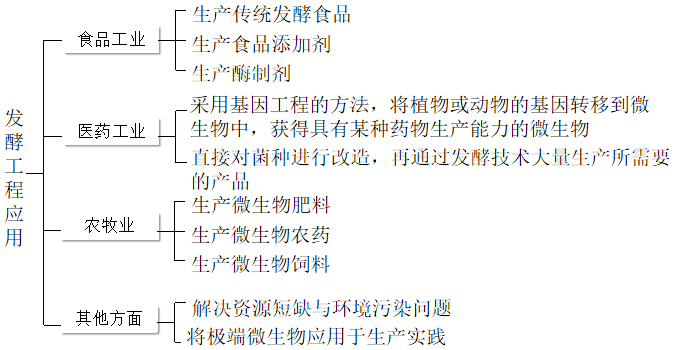 发酵工程应用
食品工业
生产传统发酵食品
生产食品添加剂
生产酶制剂
医药工业
采用基因工程的方法，将植物或动物的基因转移到微
生物中，获得具有某种药物生产能力的微生物
直接对菌种进行改造，再通过发酵技术大量生产所需要
的产品
农牧业
生产微生物肥料
生产微生物农药
生产微生物饲料
其他方面
解决资源短缺与环境污染问题
将极端微生物应用于生产实践